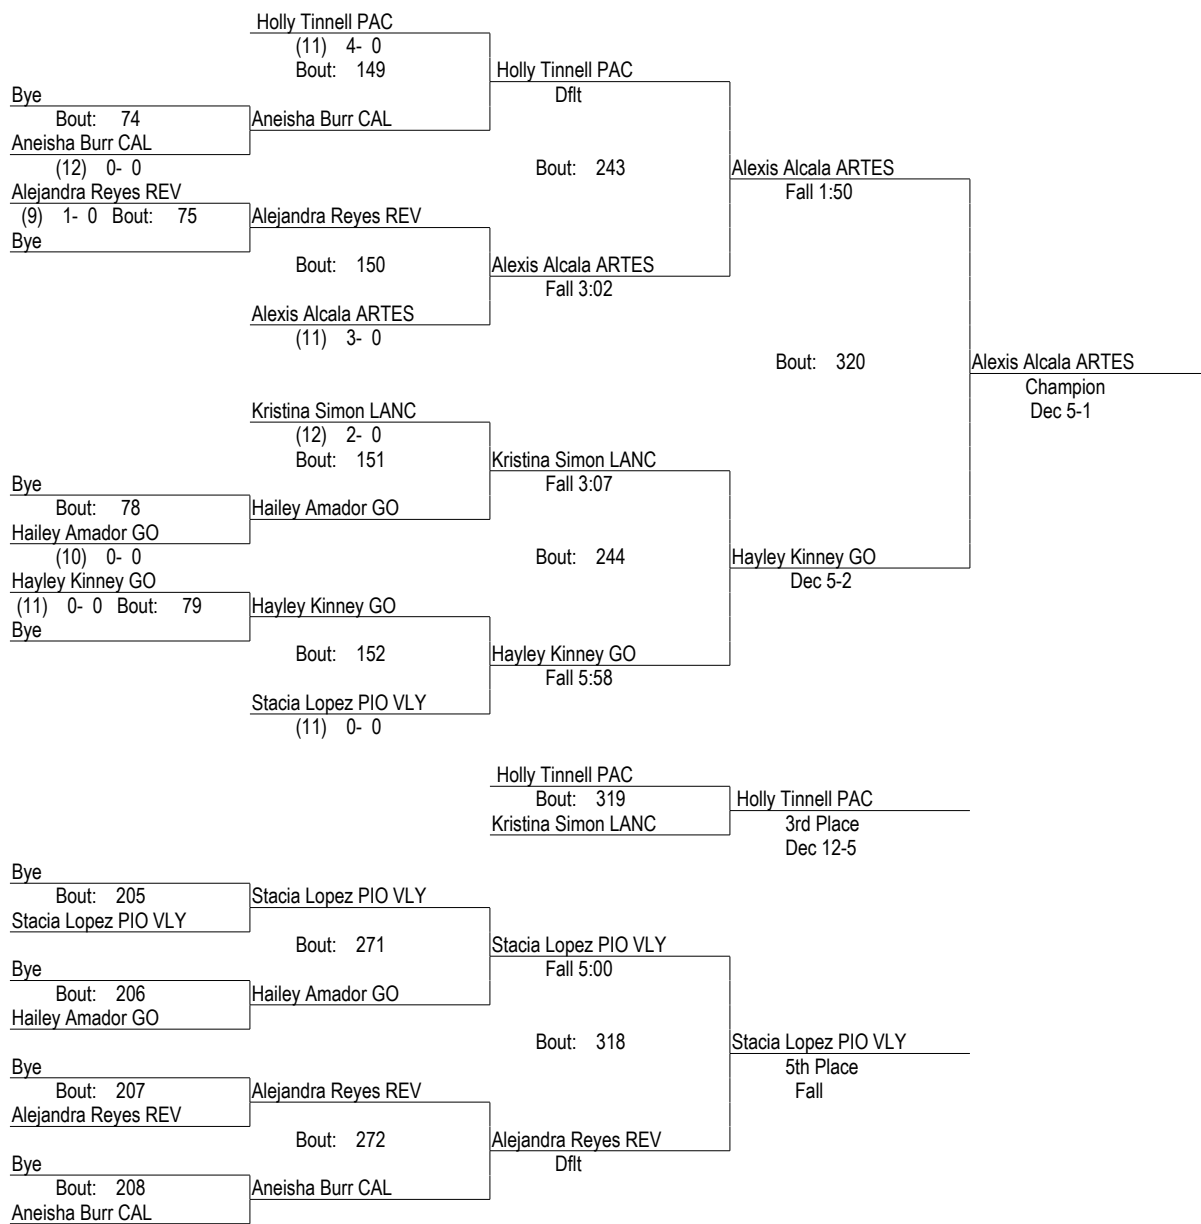 Holly Tinnell PAC
(11) 4- 0
Bout: 149
Holly Tinnell PAC
Dflt
Bye
Bout: 74
Aneisha Burr CAL
Aneisha Burr CAL
(12) 0- 0
Bout: 243
Alexis Alcala ARTES
Fall 1:50
Alejandra Reyes REV
(9) 1- 0 Bout: 75
Alejandra Reyes REV
Bye
Bout: 150
Alexis Alcala ARTES
Fall 3:02
Alexis Alcala ARTES
(11) 3- 0
Bout: 320
Alexis Alcala ARTES
Champion
Dec 5-1
Kristina Simon LANC
(12) 2- 0
Bout: 151
Kristina Simon LANC
Fall 3:07
Bye
Bout: 78
Hailey Amador GO
Hailey Amador GO
(10) 0- 0
Bout: 244
Hayley Kinney GO
Dec 5-2
Hayley Kinney GO
(11) 0- 0 Bout: 79
Hayley Kinney GO
Bye
Bout: 152
Hayley Kinney GO
Fall 5:58
Stacia Lopez PIO VLY
(11) 0- 0
Holly Tinnell PAC
Bout: 319
Holly Tinnell PAC
Kristina Simon LANC
3rd Place
Dec 12-5
Bye
Bout: 205
Stacia Lopez PIO VLY
Stacia Lopez PIO VLY
Bout: 271
Stacia Lopez PIO VLY
Fall 5:00
Bye
Bout: 206
Hailey Amador GO
Hailey Amador GO
Bout: 318
Stacia Lopez PIO VLY
5th Place
Fall
Bye
Bout: 207
Alejandra Reyes REV
Alejandra Reyes REV
Bout: 272
Alejandra Reyes REV
Dflt
Bye
Bout: 208
Aneisha Burr CAL
Aneisha Burr CAL